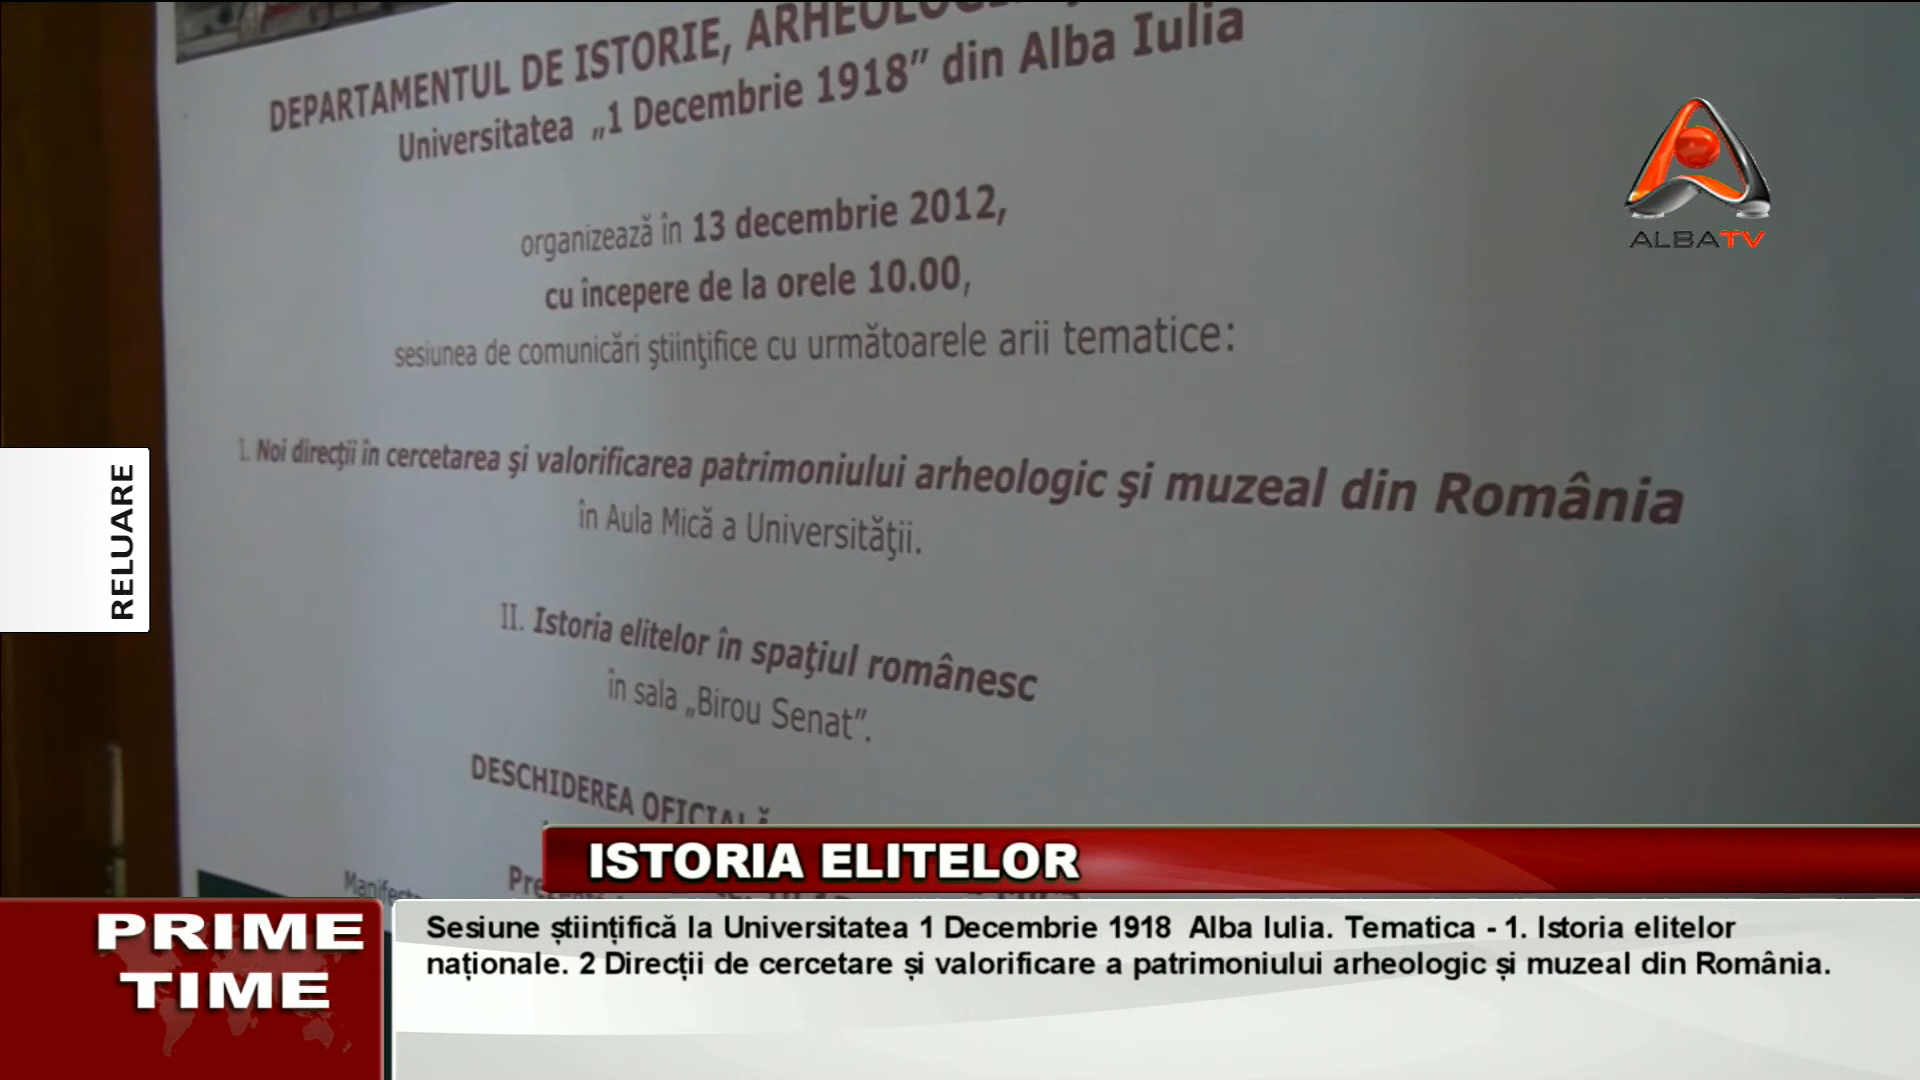 DEPARTAMENTUL DE ISTORIE,
Universitatea „1 Decembrie 1918” din Alba Iulia
organizează în 13 decembrie 2012,
cu începere de la orele 10.00,
sesiunea de comunicări ştiinţifice cu următoarele arii tematice:
I. Noi direcţii în cercetarea şi valorificarea patrimoniului arheologic şi muzeal din România
în Aula Mică a Universităţii.
II. Istoria elitelor în spaţiul românesc
în sala „Birou Senat”.
DESCHIDEREA OFICIALĂ
ALBATV
RELUARE
ISTORIA ELITELOR
PRIME
TIME
Sesiune științifică la Universitatea 1 Decembrie 1918 Alba Iulia. Tematica - 1. Istoria elitelor
naționale. 2 Direcții de cercetare și valorificare a patrimoniului arheologic și muzeal din România.